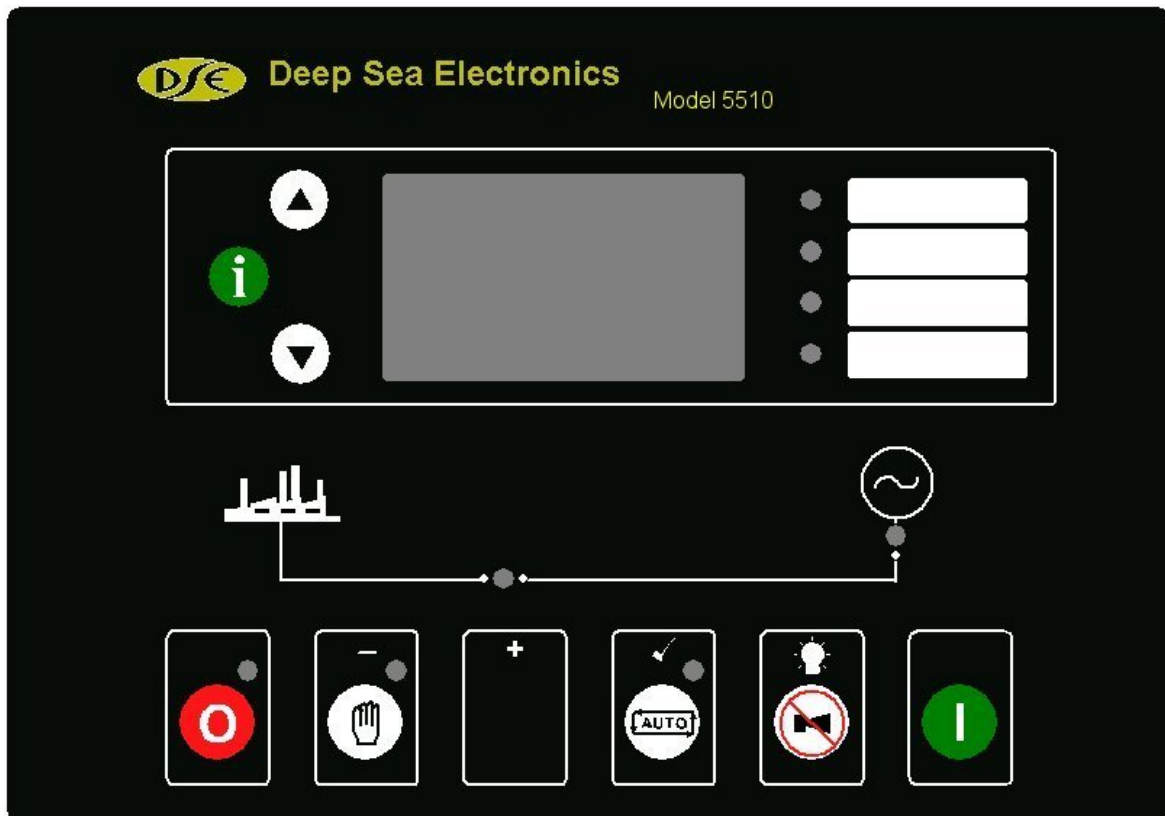 DSE Deep Sea Electronics
Model 5510
i
− + ✓
O AUTO I